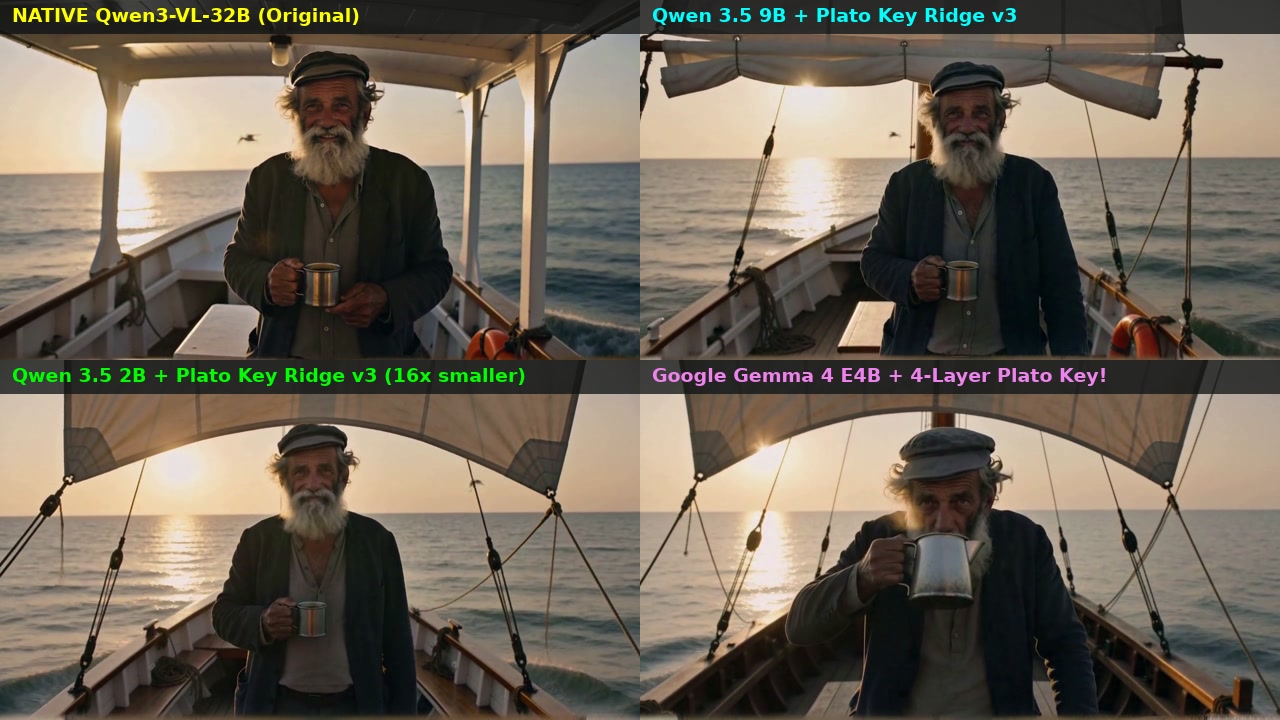 NATIVE Qwen3-VL-32B (Original)
Qwen 3.5 9B + Plato Key Ridge v3
Qwen 3.5 2B + Plato Key Ridge v3 (16x smaller)
Google Gemma 4 E4B + 4-Layer Plato Key!